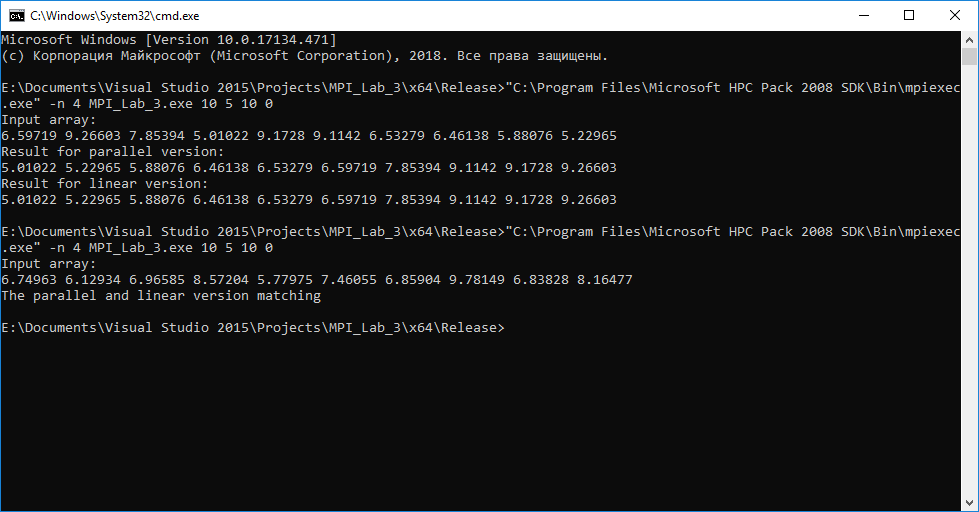 C:\Windows\System32\cmd.exe
Microsoft Windows [Version 10.0.17134.471]
(c) Корпорация Майкрософт (Microsoft Corporation), 2018. Все права защищены.
E:\Documents\Visual Studio 2015\Projects\MPI_Lab_3\x64\Release>"C:\Program Files\Microsoft HPC Pack 2008 SDK\Bin\mpiexec
.exe" -n 4 MPI_Lab_3.exe 10 5 10 0
Input array:
6.59719 9.26603 7.85394 5.01022 9.1728 9.1142 6.53279 6.46138 5.88076 5.22965
Result for parallel version:
5.01022 5.22965 5.88076 6.46138 6.53279 6.59719 7.85394 9.1142 9.1728 9.26603
Result for linear version:
5.01022 5.22965 5.88076 6.46138 6.53279 6.59719 7.85394 9.1142 9.1728 9.26603
E:\Documents\Visual Studio 2015\Projects\MPI_Lab_3\x64\Release>"C:\Program Files\Microsoft HPC Pack 2008 SDK\Bin\mpiexec
.exe" -n 4 MPI_Lab_3.exe 10 5 10 0
Input array:
6.74963 6.12934 6.96585 8.57204 5.77975 7.46055 6.85904 9.78149 6.83828 8.16477
The parallel and linear version matching
E:\Documents\Visual Studio 2015\Projects\MPI_Lab_3\x64\Release>